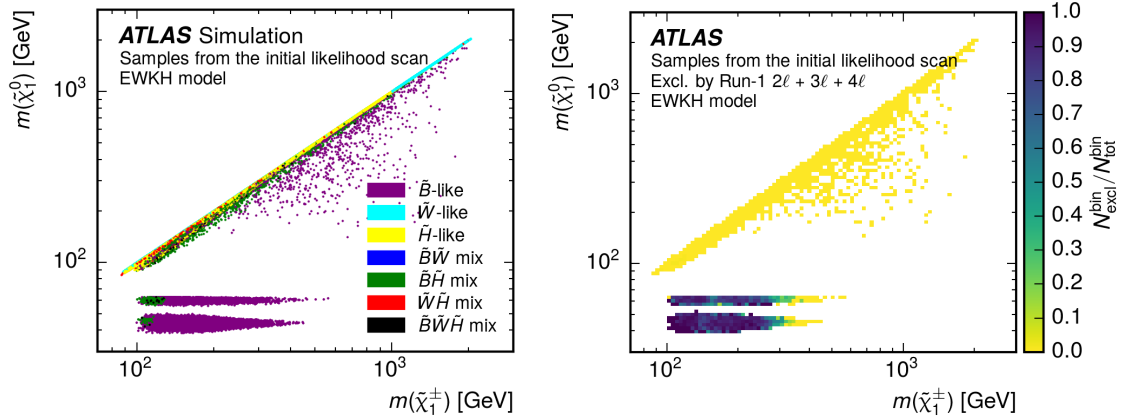 ATLAS Simulation
Samples from the initial likelihood scan
EWKH model
B̃-like
W̃-like
H̃-like
B̃W̃ mix
B̃H̃ mix
W̃H̃ mix
B̃W̃H̃ mix
m(χ̃₁⁰) [GeV]
10³
10²
10²
10³
m(χ̃₁±) [GeV]
ATLAS
Samples from the initial likelihood scan
Excl. by Run-1 2ℓ + 3ℓ + 4ℓ
EWKH model
m(χ̃₁⁰) [GeV]
10³
10²
10²
10³
m(χ̃₁±) [GeV]
1.0
0.9
0.8
0.7
0.6
0.5
0.4
0.3
0.2
0.1
0.0
N_excl^bin / N_tot^bin